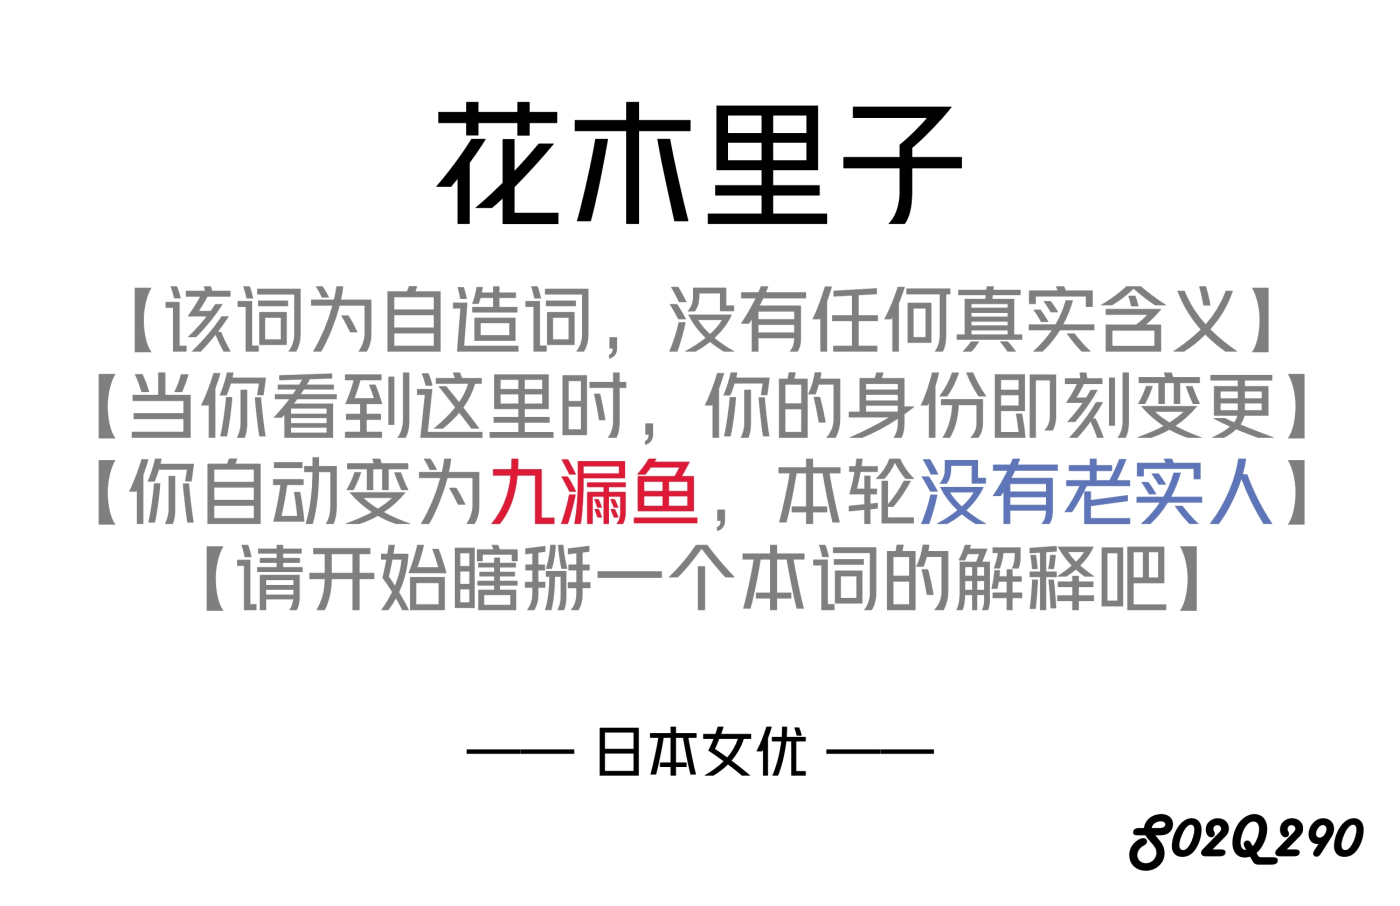 花木里子
【该词为自造词，没有任何真实含义】
【当你看到这里时，你的身份即刻变更】
【你自动变为九漏鱼，本轮没有老实人】
【请开始瞎掰一个本词的解释吧】
—— 日本女优 ——
S02Q290